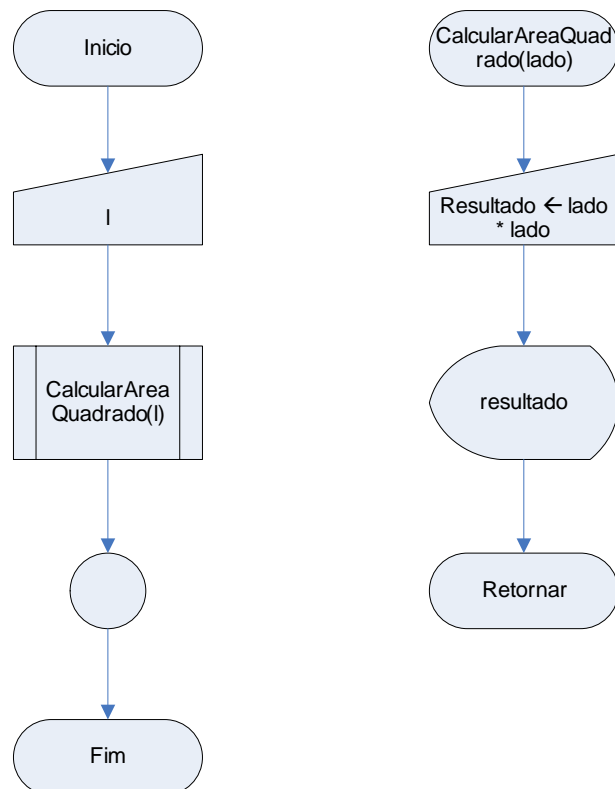 Inicio
l
CalcularArea
Quadrado(l)
Fim
CalcularAreaQuad
rado(lado)
Resultado ← lado
* lado
resultado
Retornar